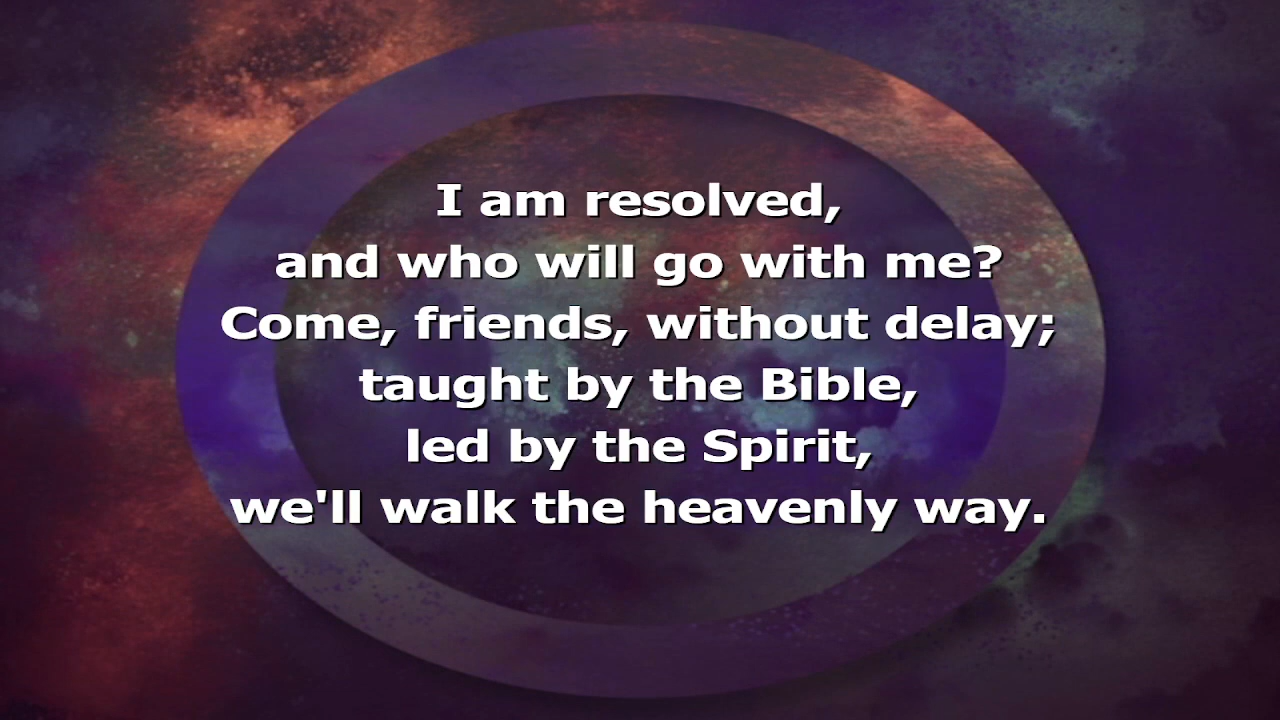 I am resolved,
and who will go with me?
Come, friends, without delay;
taught by the Bible,
led by the Spirit,
we'll walk the heavenly way.